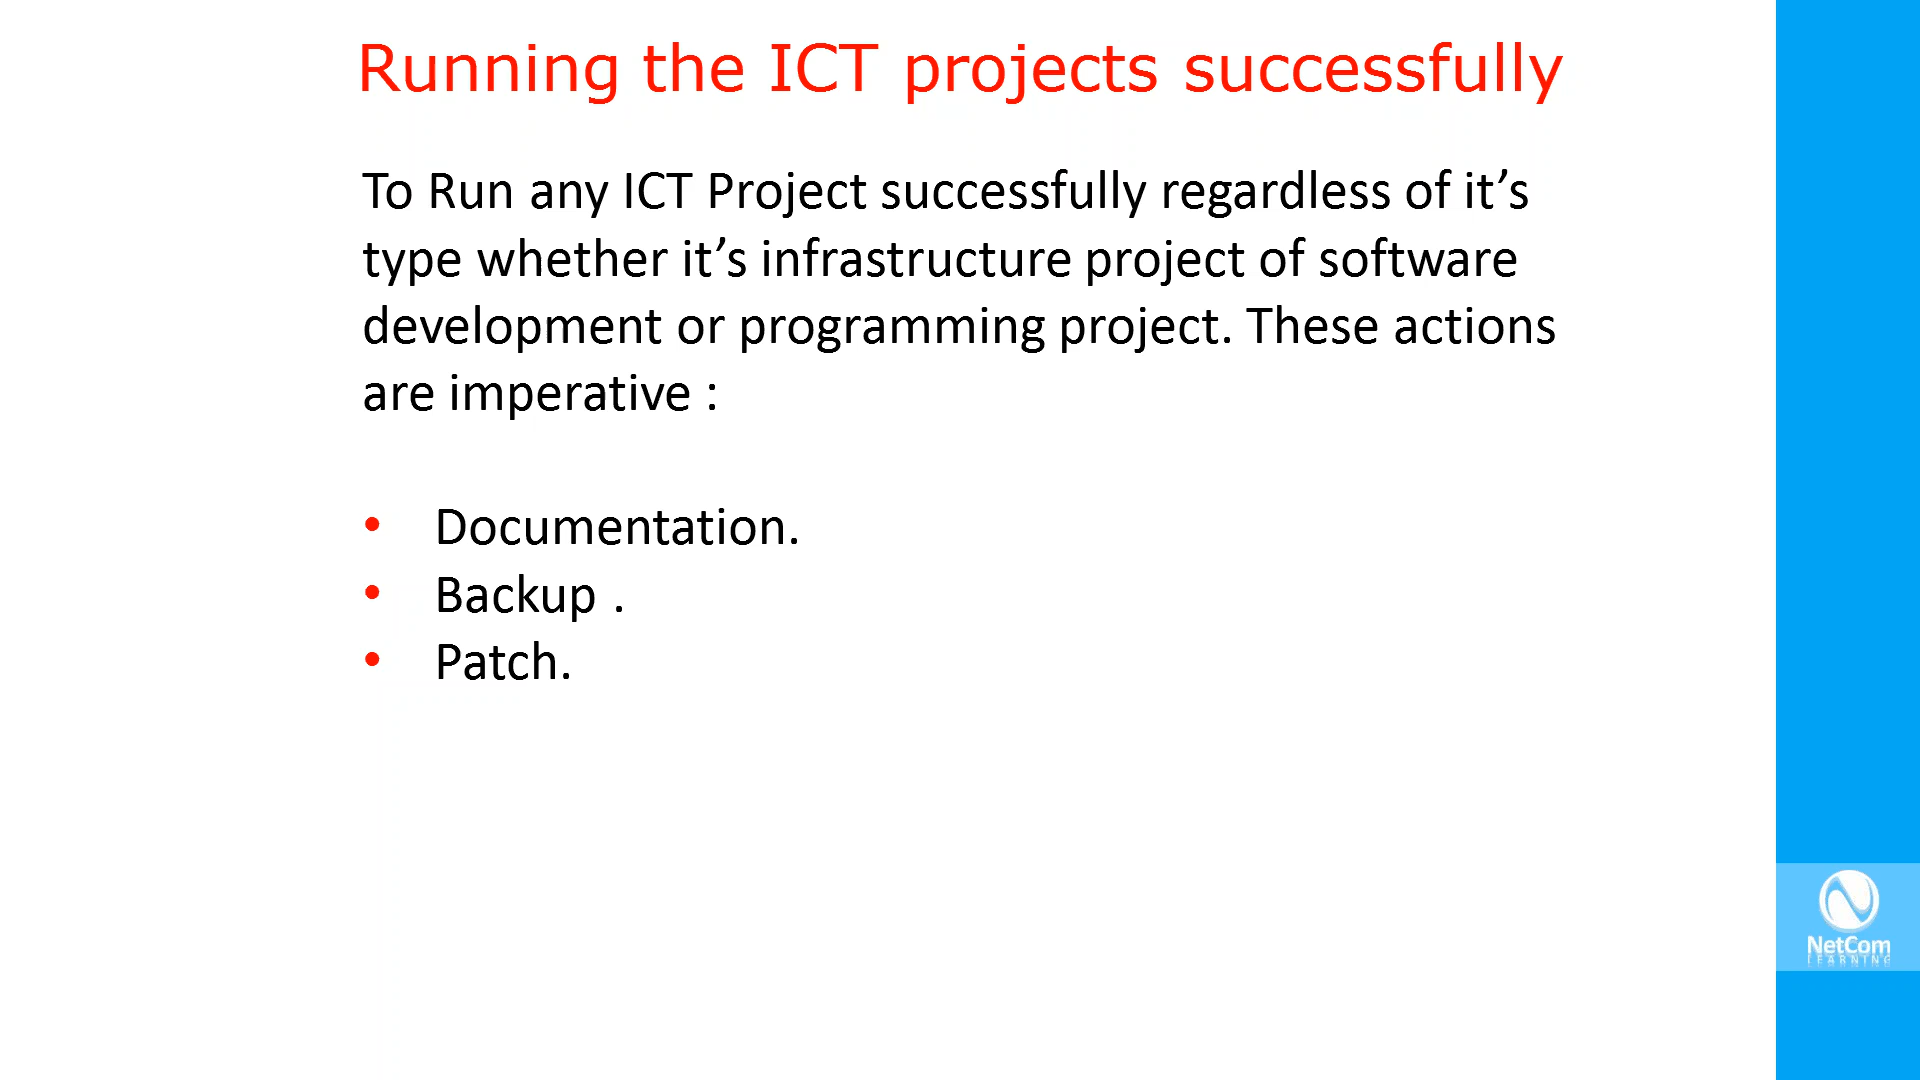 Running the ICT projects successfully
To Run any ICT Project successfully regardless of it’s
type whether it’s infrastructure project of software
development or programming project. These actions
are imperative :
• Documentation.
• Backup .
• Patch.
NetCom
LEARNING